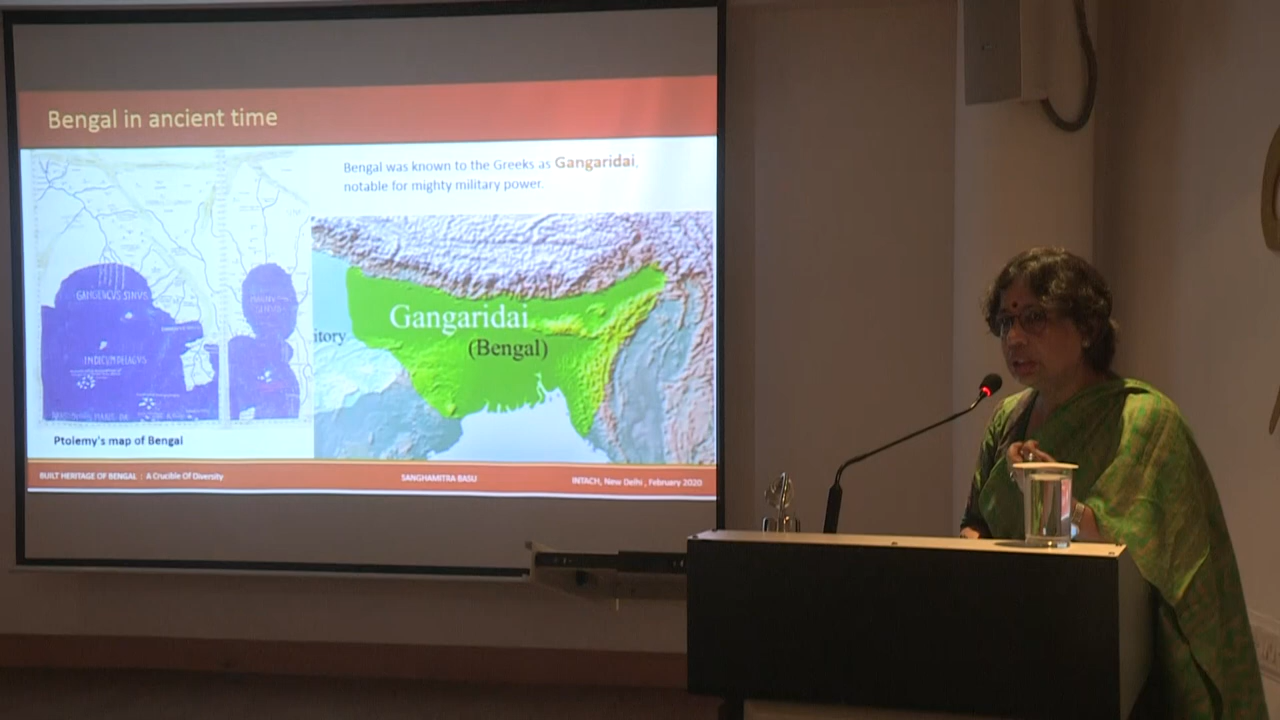 Bengal in ancient time
Bengal was known to the Greeks as Gangaridai,
notable for mighty military power.
GANGETICVS SINVS
Gangaridai
(Bengal)
itory
Ptolemy's map of Bengal
BUILT HERITAGE OF BENGAL : A Crucible Of Diversity
SANGHAMITRA BASU
INTACH, New Delhi , February 2020